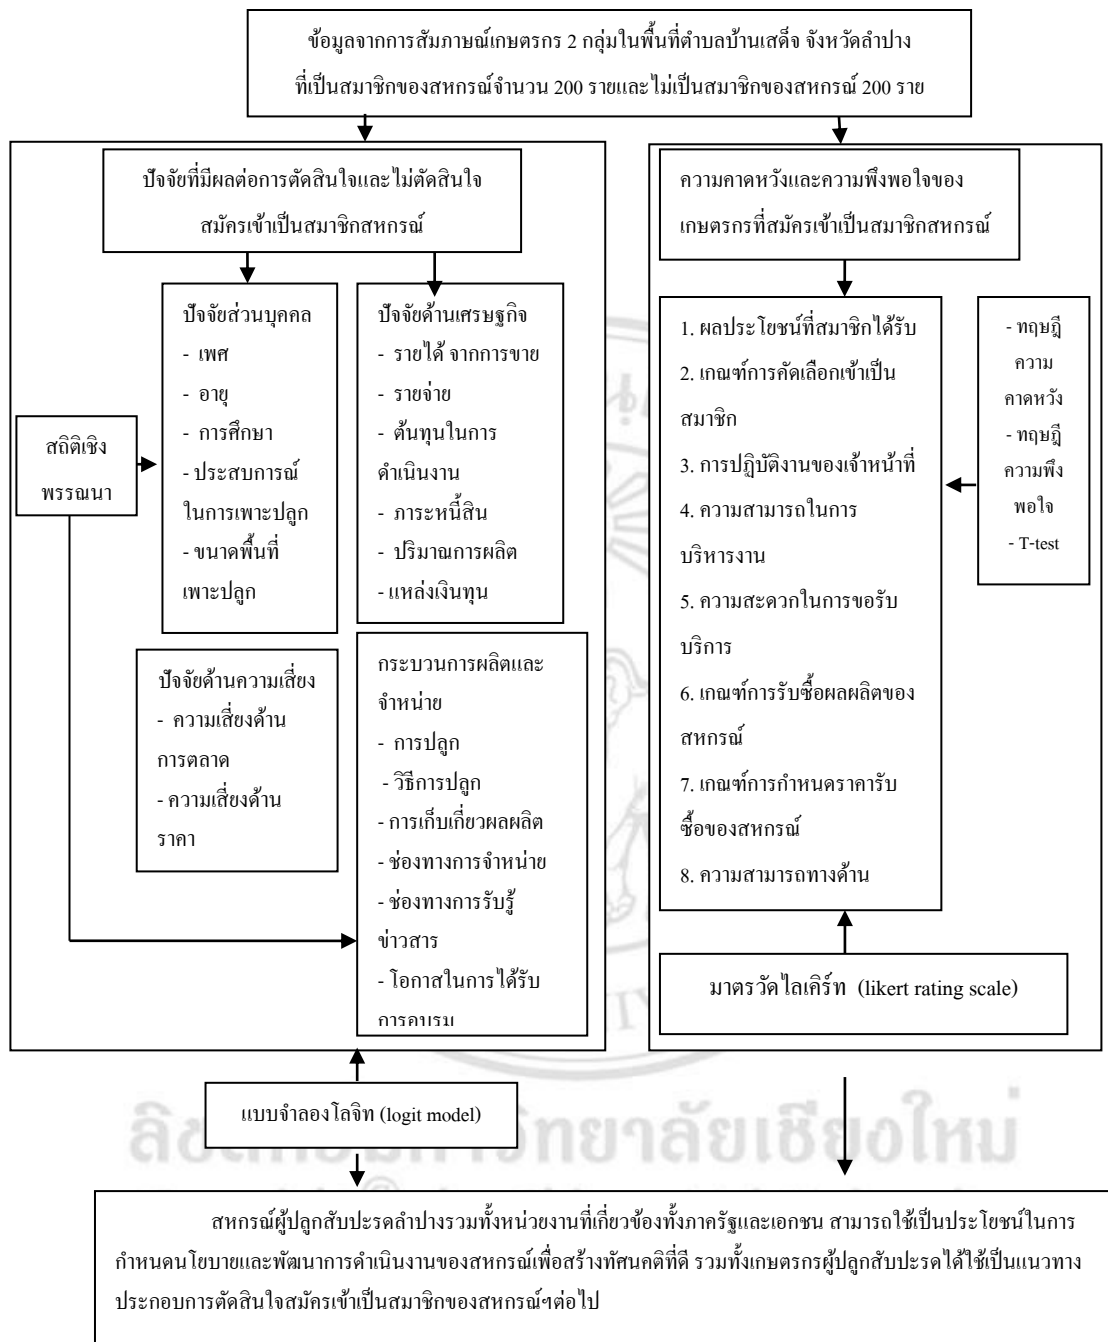 ข้อมูลจากการสัมภาษณ์เกษตรกร 2 กลุ่มในพื้นที่ตำบลบ้านเสด็จ จังหวัดลำปาง
ที่เป็นสมาชิกของสหกรณ์จำนวน 200 รายและไม่เป็นสมาชิกของสหกรณ์ 200 ราย
ปัจจัยที่มีผลต่อการตัดสินใจและไม่ตัดสินใจ
สมัครเข้าเป็นสมาชิกสหกรณ์
ปัจจัยส่วนบุคคล
- เพศ
- อายุ
- การศึกษา
- ประสบการณ์
ในการเพาะปลูก
- ขนาดพื้นที่
เพาะปลูก
ปัจจัยด้านเศรษฐกิจ
- รายได้ จากการขาย
- รายจ่าย
- ต้นทุนในการ
ดำเนินงาน
- ภาระหนี้สิน
- ปริมาณการผลิต
- แหล่งเงินทุน
สถิติเชิง
พรรณนา
ปัจจัยด้านความเสี่ยง
- ความเสี่ยงด้าน
การตลาด
- ความเสี่ยงด้าน
ราคา
กระบวนการผลิตและ
จำหน่าย
- การปลูก
- วิธีการปลูก
- การเก็บเกี่ยวผลผลิต
- ช่องทางการจำหน่าย
- ช่องทางการรับรู้
ข่าวสาร
- โอกาสในการได้รับ
การอบรม
แบบจำลองโลจิท (logit model)
ความคาดหวังและความพึงพอใจของ
เกษตรกรที่สมัครเข้าเป็นสมาชิกสหกรณ์
1. ผลประโยชน์ที่สมาชิกได้รับ
2. เกณฑ์การคัดเลือกเข้าเป็น
สมาชิก
3. การปฏิบัติงานของเจ้าหน้าที่
4. ความสามารถในการ
บริหารงาน
5. ความสะดวกในการขอรับ
บริการ
6. เกณฑ์การรับซื้อผลผลิตของ
สหกรณ์
7. เกณฑ์การกำหนดราคารับ
ซื้อของสหกรณ์
8. ความสามารถทางด้าน
- ทฤษฎี
ความ
คาดหวัง
- ทฤษฎี
ความพึง
พอใจ
- T-test
มาตรวัดไลเคิร์ท (likert rating scale)
สหกรณ์ผู้ปลูกสับปะรดลำปางรวมทั้งหน่วยงานที่เกี่ยวข้องทั้งภาครัฐและเอกชน สามารถใช้เป็นประโยชน์ในการ
กำหนดนโยบายและพัฒนาการดำเนินงานของสหกรณ์เพื่อสร้างทัศนคติที่ดี รวมทั้งเกษตรกรผู้ปลูกสับปะรดได้ใช้เป็นแนวทาง
ประกอบการตัดสินใจสมัครเข้าเป็นสมาชิกของสหกรณ์ฯต่อไป